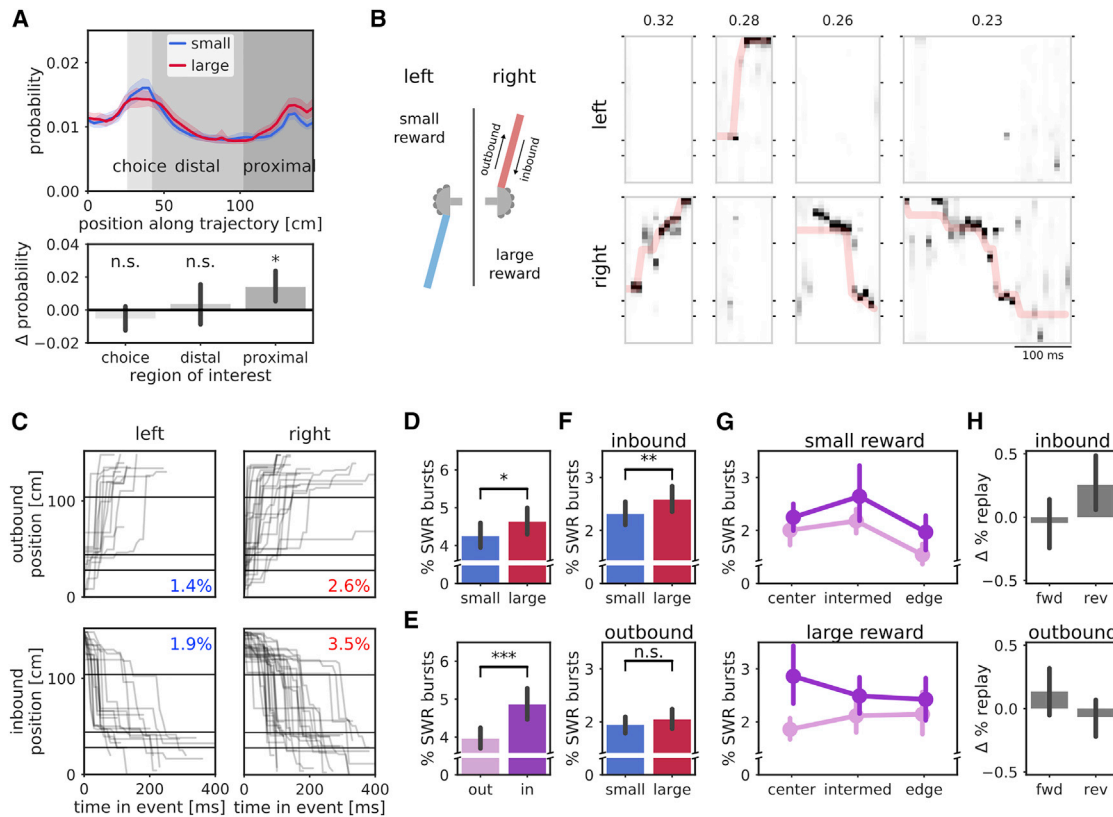 A
0.02
0.01
0.00
probability
small
large
choice
distal
proximal
0
50
100
position along trajectory [cm]
0.04
0.02
0.00
−0.02
Δ probability
n.s.
n.s.
*
choice
distal
proximal
region of interest
B
left
right
small
reward
outbound
inbound
large
reward
0.32
0.28
0.26
0.23
left
right
100 ms
C
left
right
outbound
position [cm]
100
0
1.4%
2.6%
inbound
position [cm]
100
0
1.9%
3.5%
0
200
400
0
200
400
time in event [ms]
time in event [ms]
D
% SWR bursts
6
5
4
0
*
small
large
E
% SWR bursts
6
5
4
0
***
out
in
F
inbound
% SWR bursts
3
2
0
**
small
large
outbound
% SWR bursts
3
2
0
n.s.
small
large
G
small reward
% SWR bursts
3
2
0
center
intermed
edge
large reward
% SWR bursts
3
2
0
center
intermed
edge
H
inbound
Δ % replay
0.5
0.0
−0.5
fwd
rev
outbound
Δ % replay
0.5
0.0
−0.5
fwd
rev